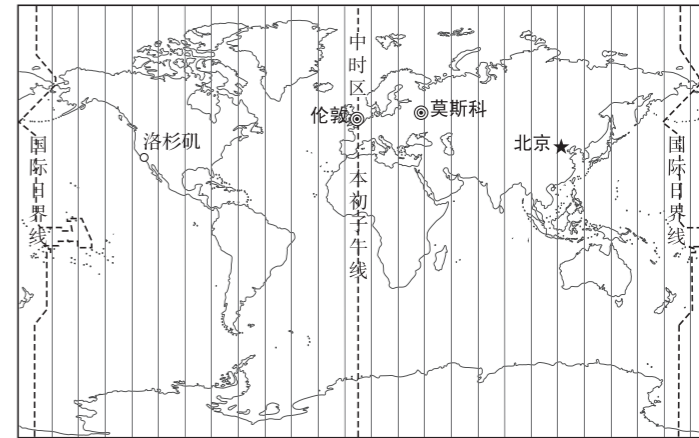 中时区
伦敦
莫斯科
洛杉矶
北京
国际日界线
本初子午线
国际日界线